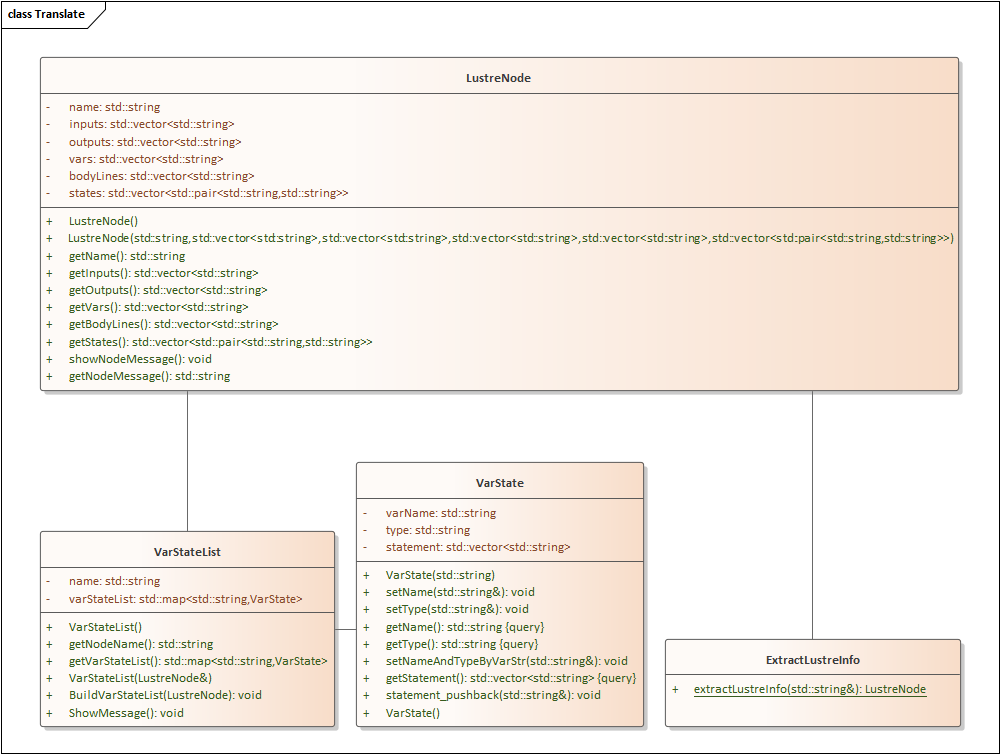 class Translate
LustreNode
- name: std::string
- inputs: std::vector<std::string>
- outputs: std::vector<std::string>
- vars: std::vector<std::string>
- bodyLines: std::vector<std::string>
- states: std::vector<std::pair<std::string,std::string>>
+ LustreNode()
+ LustreNode(std::string,std::vector<std::string>,std::vector<std::string>,std::vector<std::string>,std::vector<std::string>,std::vector<std::pair<std::string,std::string>>)
+ getName(): std::string
+ getInputs(): std::vector<std::string>
+ getOutputs(): std::vector<std::string>
+ getVars(): std::vector<std::string>
+ getBodyLines(): std::vector<std::string>
+ getStates(): std::vector<std::pair<std::string,std::string>>
+ showNodeMessage(): void
+ getNodeMessage(): std::string
VarStateList
- name: std::string
- varStateList: std::map<std::string,VarState>
+ VarStateList()
+ getNodeName(): std::string
+ getVarStateList(): std::map<std::string,VarState>
+ VarStateList(LustreNode&)
+ BuildVarStateList(LustreNode): void
+ ShowMessage(): void
VarState
- varName: std::string
- type: std::string
- statement: std::vector<std::string>
+ VarState(std::string)
+ setName(std::string&): void
+ setType(std::string&): void
+ getName(): std::string {query}
+ getType(): std::string {query}
+ setNameAndTypeByVarStr(std::string&): void
+ getStatement(): std::vector<std::string> {query}
+ statement_pushback(std::string&): void
+ VarState()
ExtractLustreInfo
+ extractLustreInfo(std::string&): LustreNode